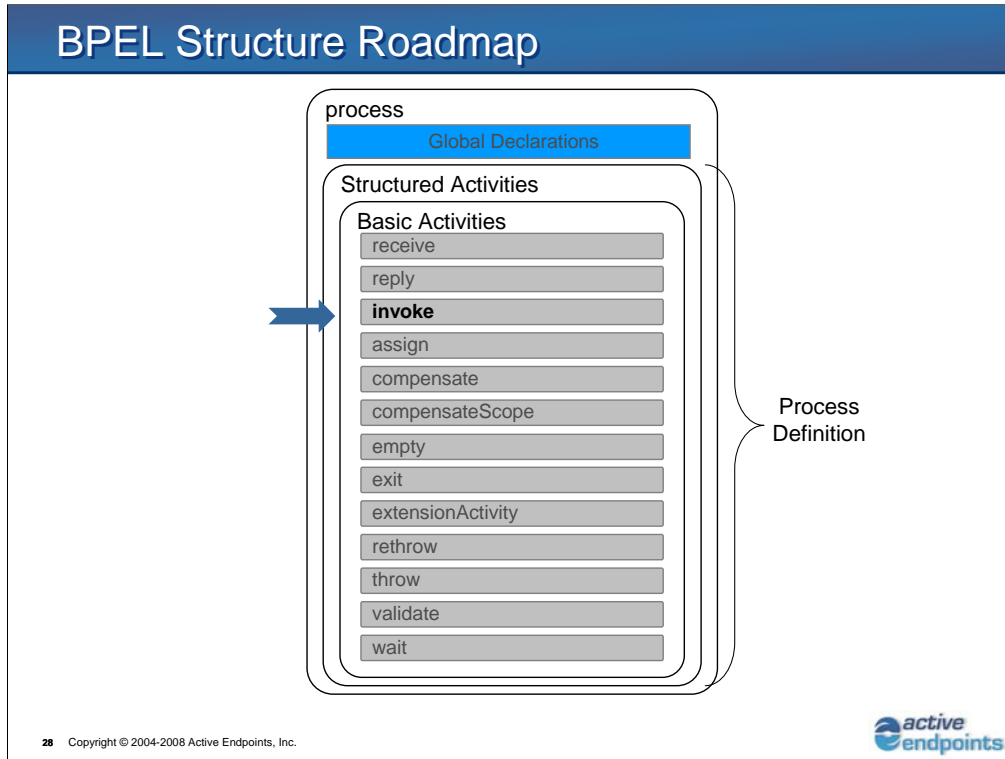 BPEL Structure Roadmap
process
Global Declarations
Structured Activities
Basic Activities
receive
reply
invoke
assign
compensate
compensateScope
empty
exit
extensionActivity
rethrow
throw
validate
wait
Process
Definition
28 Copyright © 2004-2008 Active Endpoints, Inc.
active
endpoints